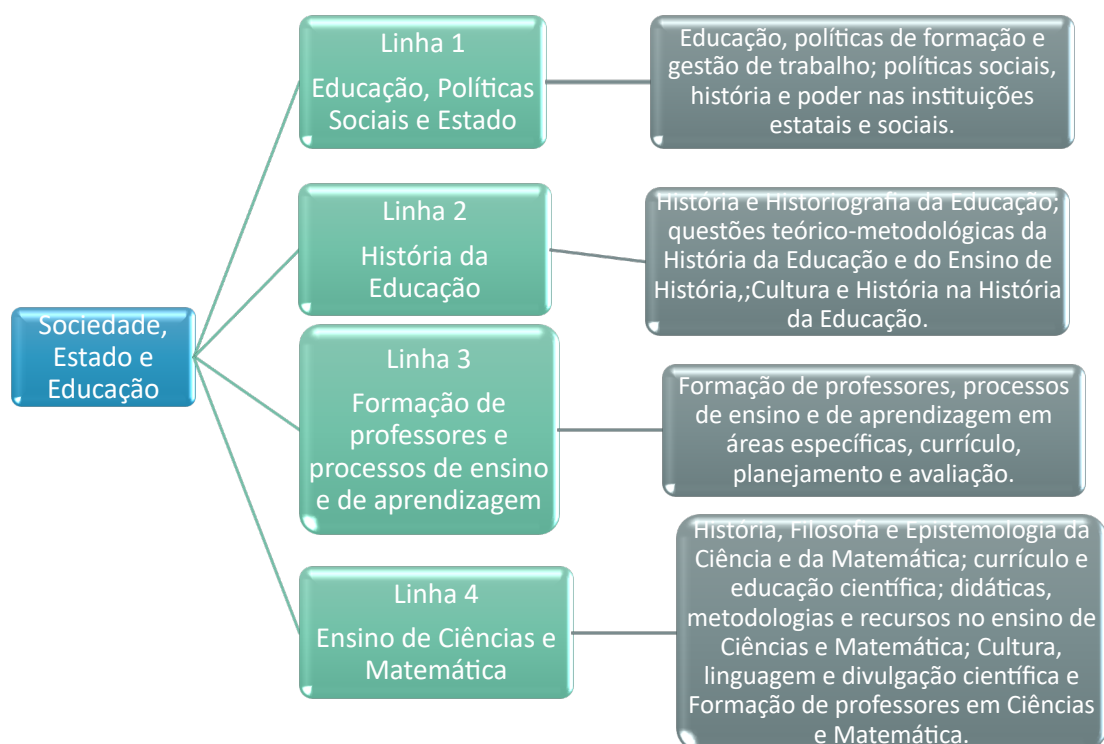 Sociedade,
Estado e
Educação
Linha 1
Educação, Políticas
Sociais e Estado
Educação, políticas de formação e
gestão de trabalho; políticas sociais,
história e poder nas instituições
estatais e sociais.
Linha 2
História da
Educação
História e Historiografia da Educação;
questões teórico-metodológicas da
História da Educação e do Ensino de
História,;Cultura e História na História
da Educação.
Linha 3
Formação de
professores e
processos de ensino
e de aprendizagem
Formação de professores, processos
de ensino e de aprendizagem em
áreas específicas, currículo,
planejamento e avaliação.
Linha 4
Ensino de Ciências e
Matemática
História, Filosofia e Epistemologia da
Ciência e da Matemática; currículo e
educação científica; didáticas,
metodologias e recursos no ensino de
Ciências e Matemática; Cultura,
linguagem e divulgação científica e
Formação de professores em Ciências
e Matemática.